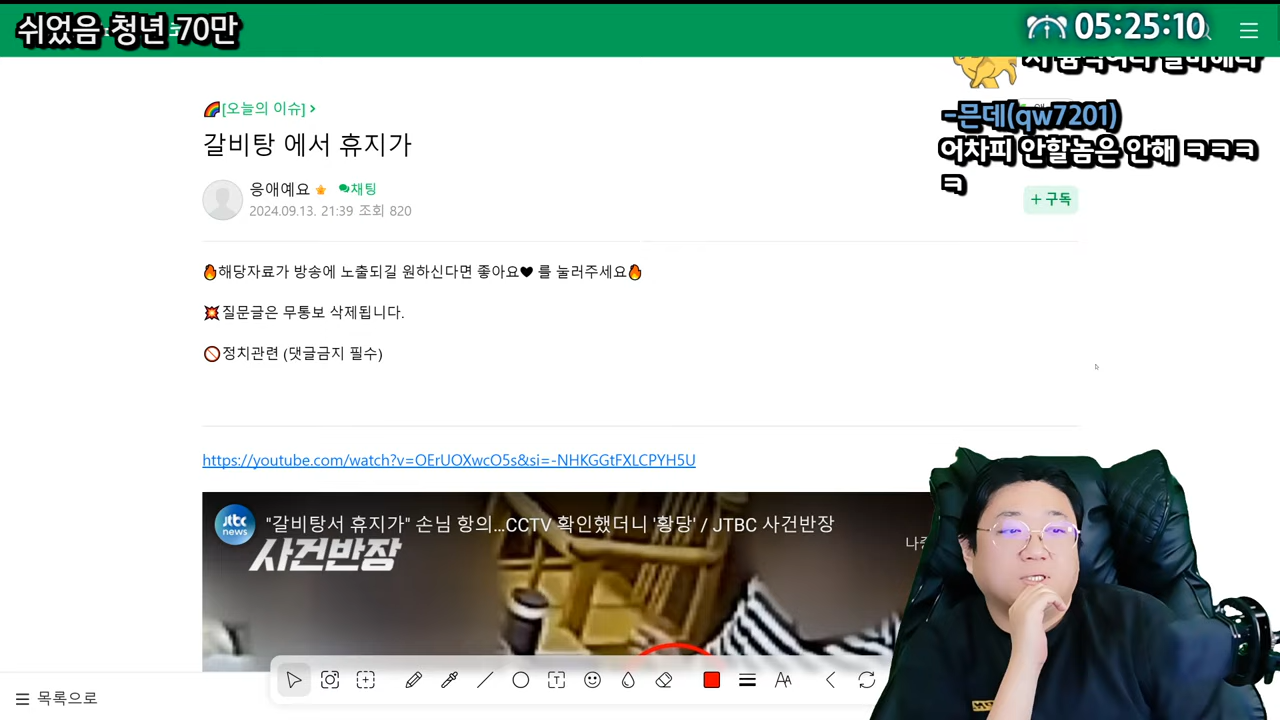 쉬었음 청년 70만
05:25:10
-믄데(qw7201)
어차피 안할놈은 안해 ㅋㅋㅋ
ㅋ
[오늘의 이슈] >
갈비탕 에서 휴지가
응애예요 채팅
2024.09.13. 21:39 조회 820
+ 구독
해당자료가 방송에 노출되길 원하신다면 좋아요 를 눌러주세요
질문글은 무통보 삭제됩니다.
정치관련 (댓글금지 필수)
https://youtube.com/watch?v=OErUOXwcO5s&si=-NHKGGtFXLCPYH5U
jtbc news
"갈비탕서 휴지가" 손님 항의...CCTV 확인했더니 '황당' / JTBC 사건반장
사건반장
나중
목록으로